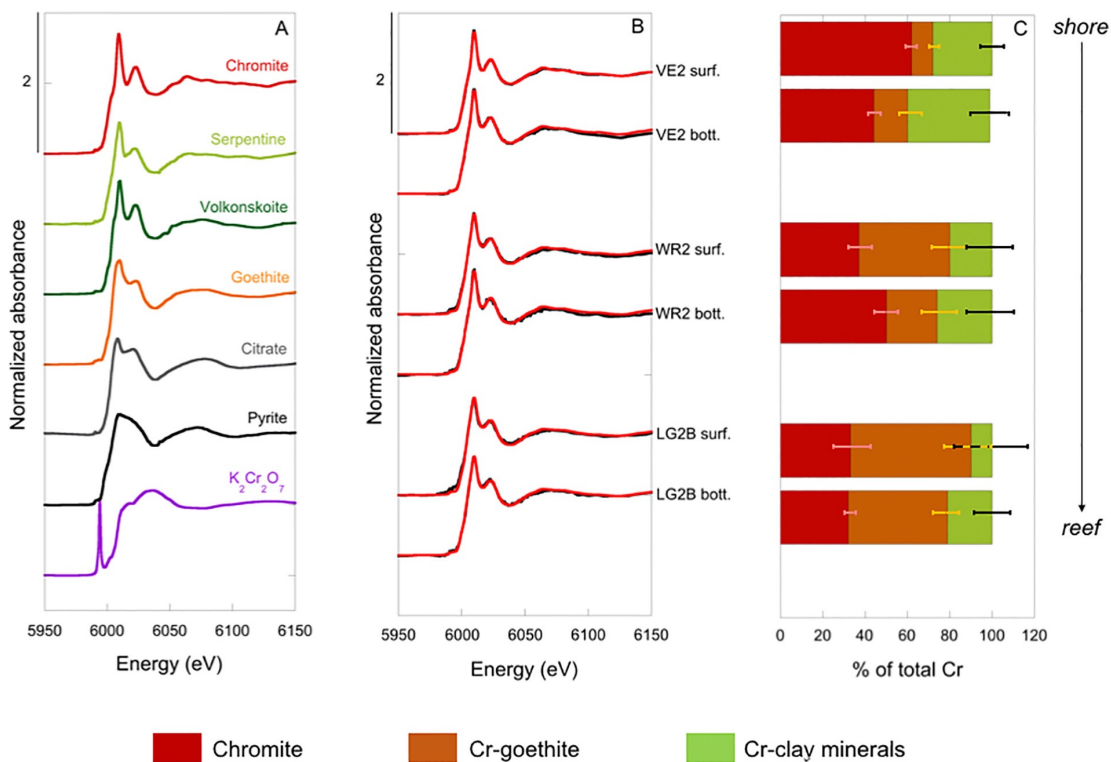 A
2
Chromite
Serpentine
Volkonskoite
Goethite
Citrate
Pyrite
K2Cr2O7
Normalized absorbance
5950 6000 6050 6100 6150
Energy (eV)
B
2
VE2 surf.
VE2 bott.
WR2 surf.
WR2 bott.
LG2B surf.
LG2B bott.
Normalized absorbance
5950 6000 6050 6100 6150
Energy (eV)
C
0 20 40 60 80 100 120
% of total Cr
shore
reef
Chromite Cr-goethite Cr-clay minerals